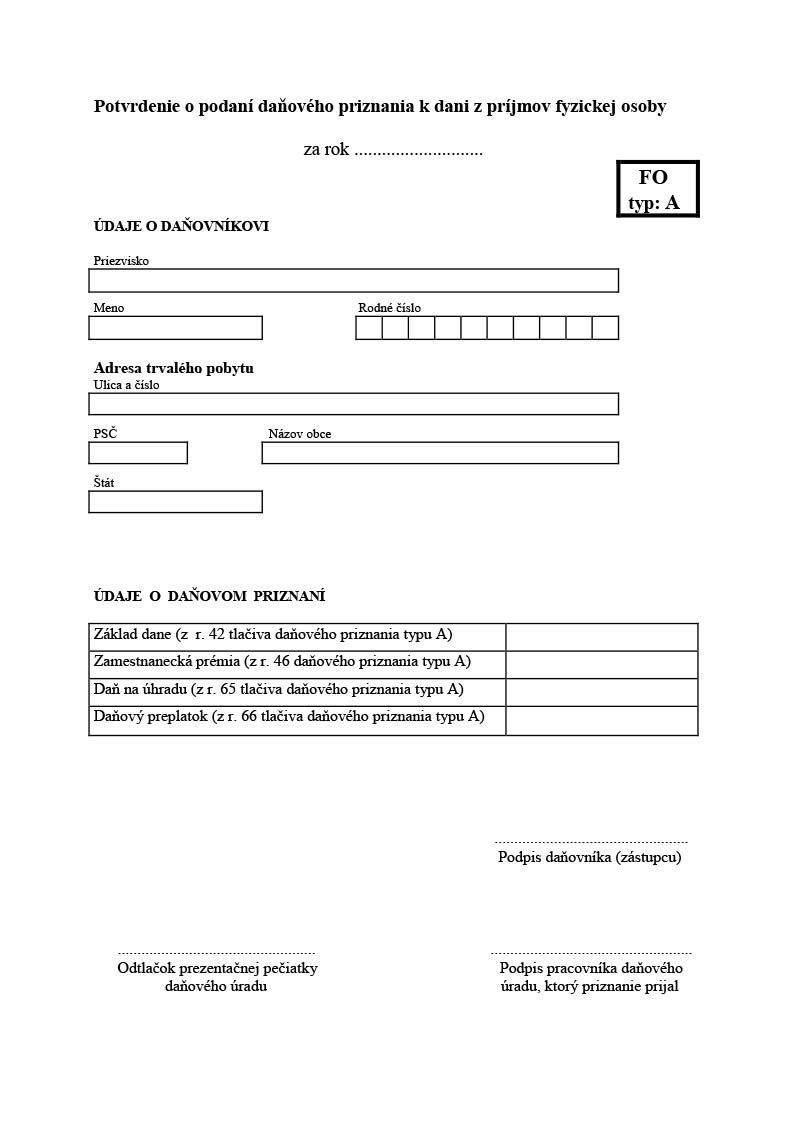 Potvrdenie o podaní daňového priznania k dani z príjmov fyzickej osoby
za rok ............................
FO
typ: A
ÚDAJE O DAŇOVNÍKOVI
Priezvisko
Meno
Rodné číslo
Adresa trvalého pobytu
Ulica a číslo
PSČ
Názov obce
Štát
ÚDAJE O DAŇOVOM PRIZNANÍ
Základ dane (z r. 42 tlačiva daňového priznania typu A)
Zamestnanecká prémia (z r. 46 daňového priznania typu A)
Daň na úhradu (z r. 65 tlačiva daňového priznania typu A)
Daňový preplatok (z r. 66 tlačiva daňového priznania typu A)
....................................................
Podpis daňovníka (zástupcu)
.....................................................
Odtlačok prezentačnej pečiatky
daňového úradu
......................................................
Podpis pracovníka daňového
úradu, ktorý priznanie prijal